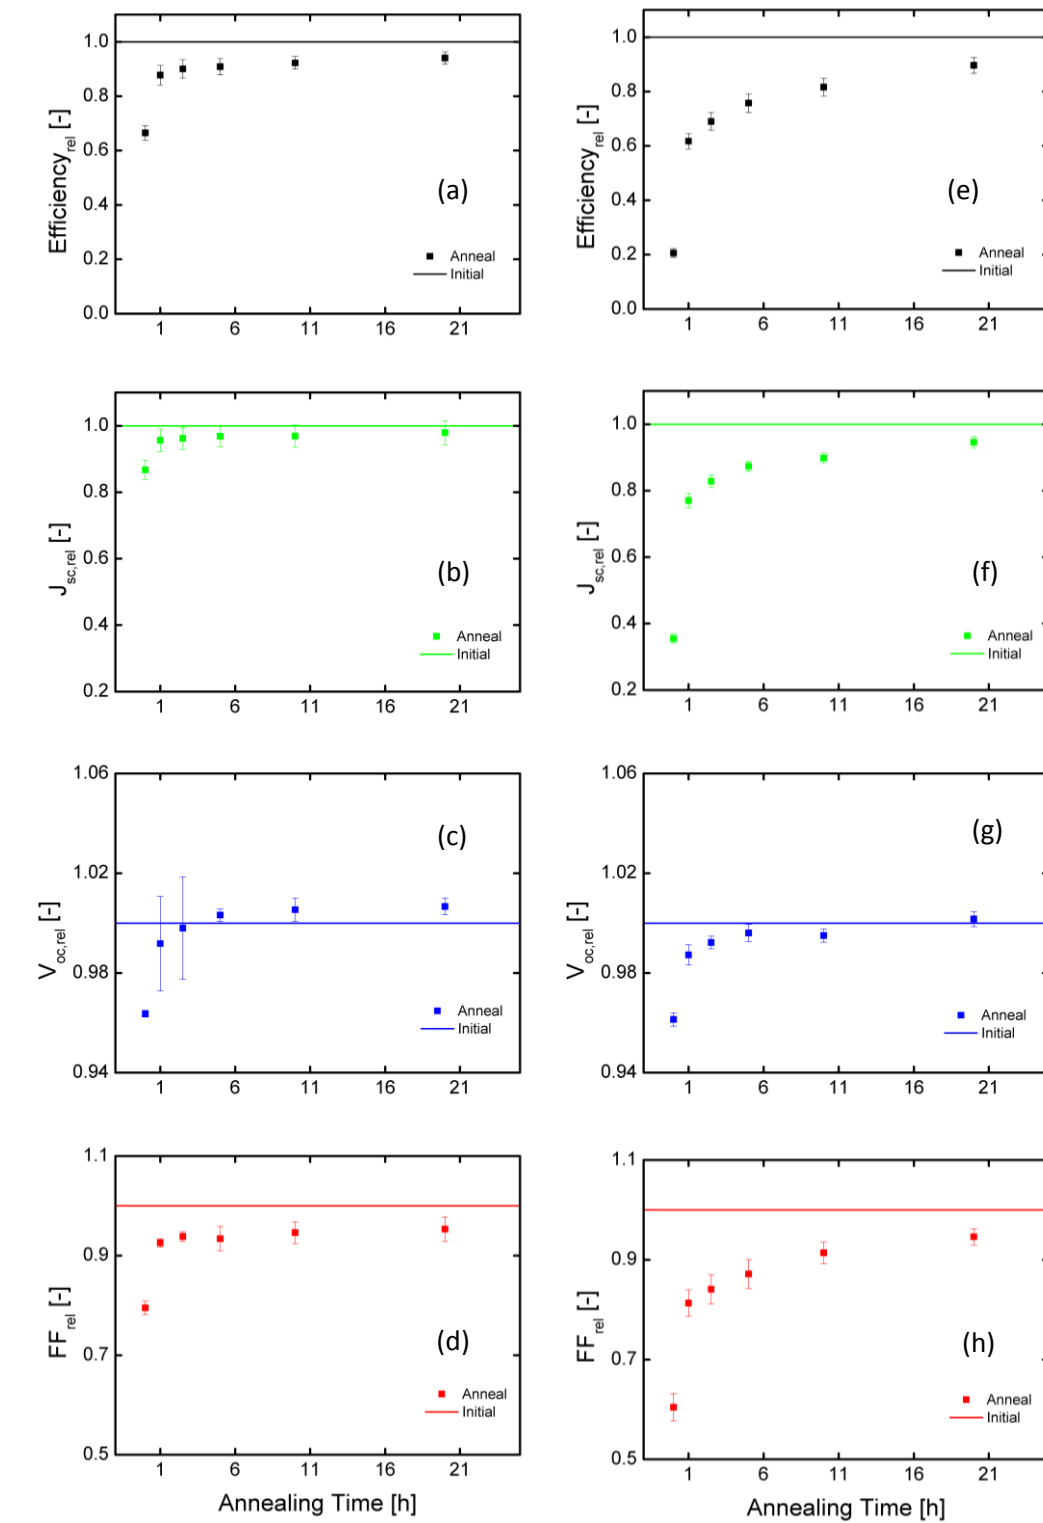 1.0
0.8
0.6
0.4
0.2
0.0
Efficiency_rel [-]
(a)
Anneal
Initial
1 6 11 16 21
1.0
0.8
0.6
0.4
0.2
0.0
Efficiency_rel [-]
(e)
Anneal
Initial
1 6 11 16 21
1.0
0.8
0.6
0.4
0.2
J_sc,rel [-]
(b)
Anneal
Initial
1 6 11 16 21
1.0
0.8
0.6
0.4
0.2
J_sc,rel [-]
(f)
Anneal
Initial
1 6 11 16 21
1.06
1.02
0.98
0.94
V_oc,rel [-]
(c)
Anneal
Initial
1 6 11 16 21
1.06
1.02
0.98
0.94
V_oc,rel [-]
(g)
Anneal
Initial
1 6 11 16 21
1.1
0.9
0.7
0.5
FF_rel [-]
(d)
Anneal
Initial
1 6 11 16 21
Annealing Time [h]
1.1
0.9
0.7
0.5
FF_rel [-]
(h)
Anneal
Initial
1 6 11 16 21
Annealing Time [h]